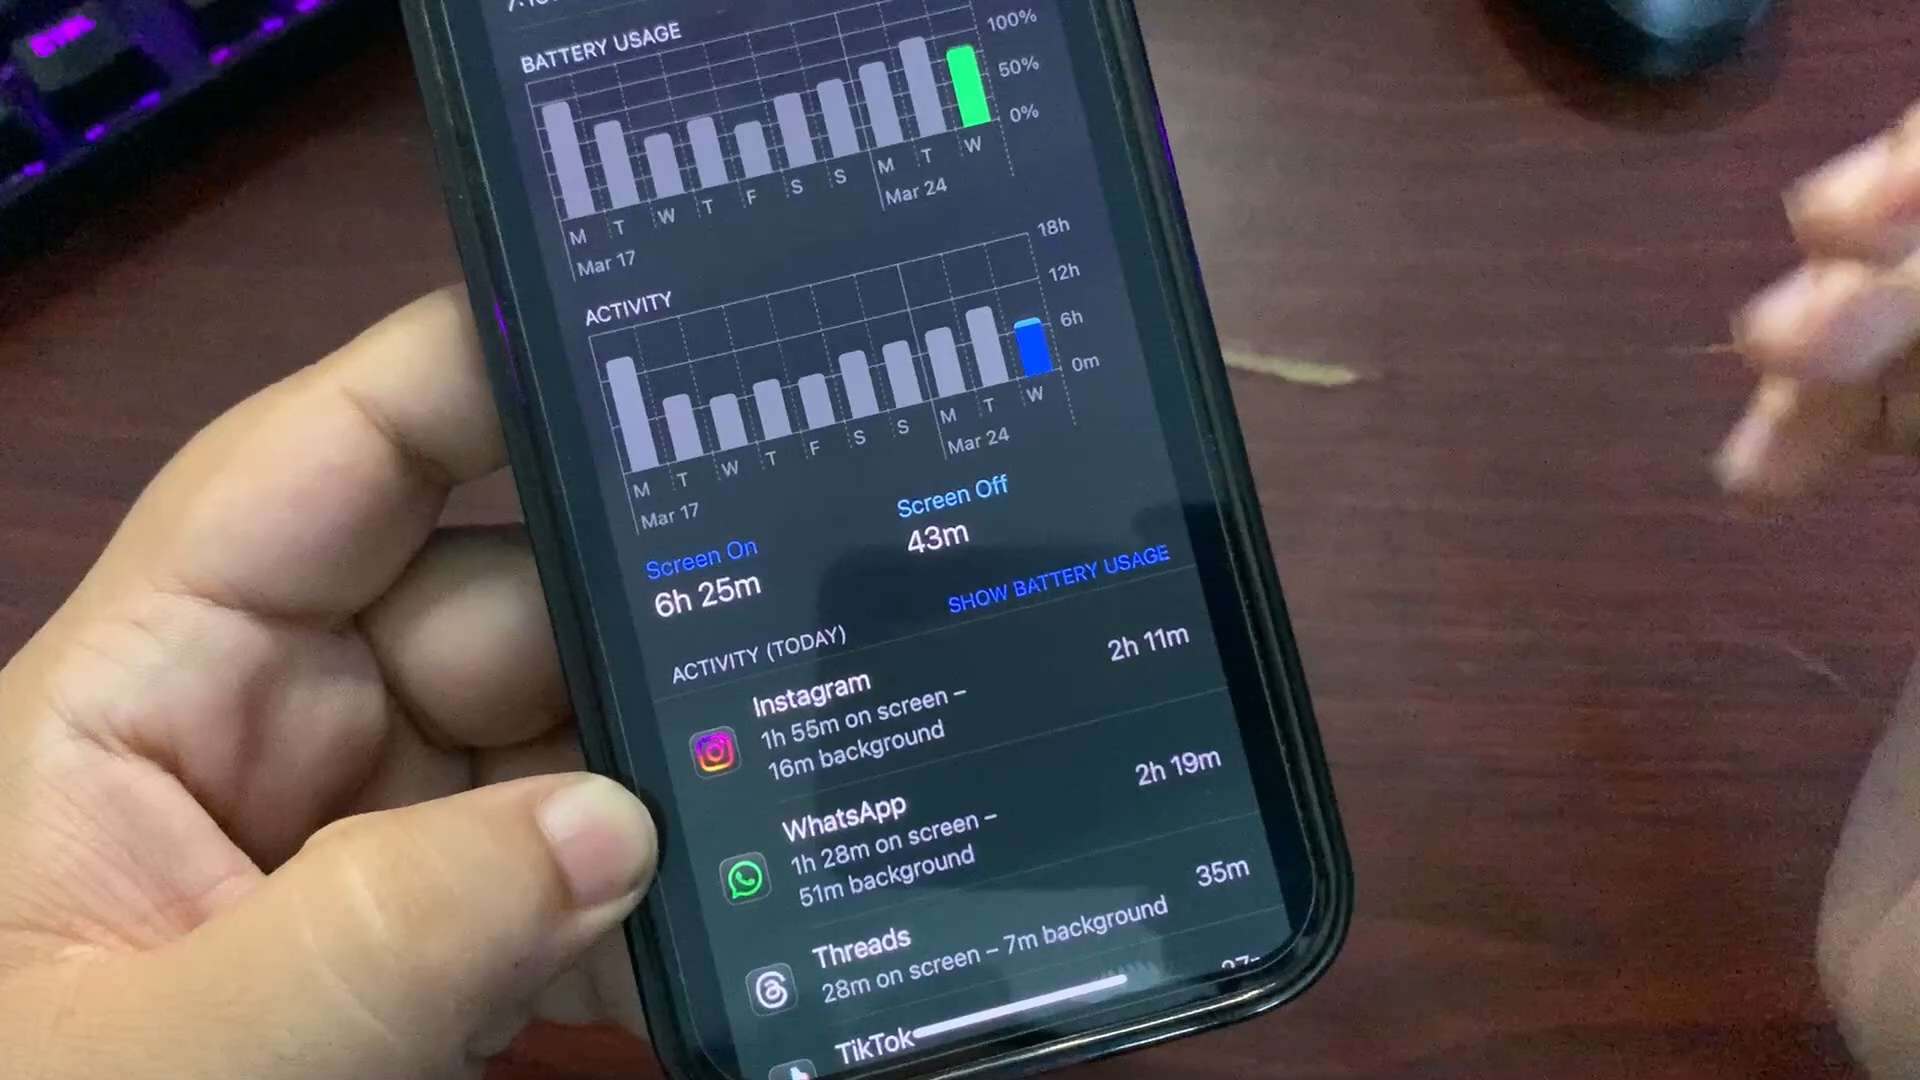 BATTERY USAGE
100%
50%
0%
M T W T F S S M T W
Mar 17
Mar 24
ACTIVITY
18h
12h
6h
0m
M T W T F S S M T W
Mar 17
Mar 24
Screen On
6h 25m
Screen Off
43m
SHOW BATTERY USAGE
ACTIVITY (TODAY)
Instagram
1h 55m on screen –
16m background
2h 11m
WhatsApp
1h 28m on screen –
51m background
2h 19m
Threads
28m on screen – 7m background
35m
TikTok